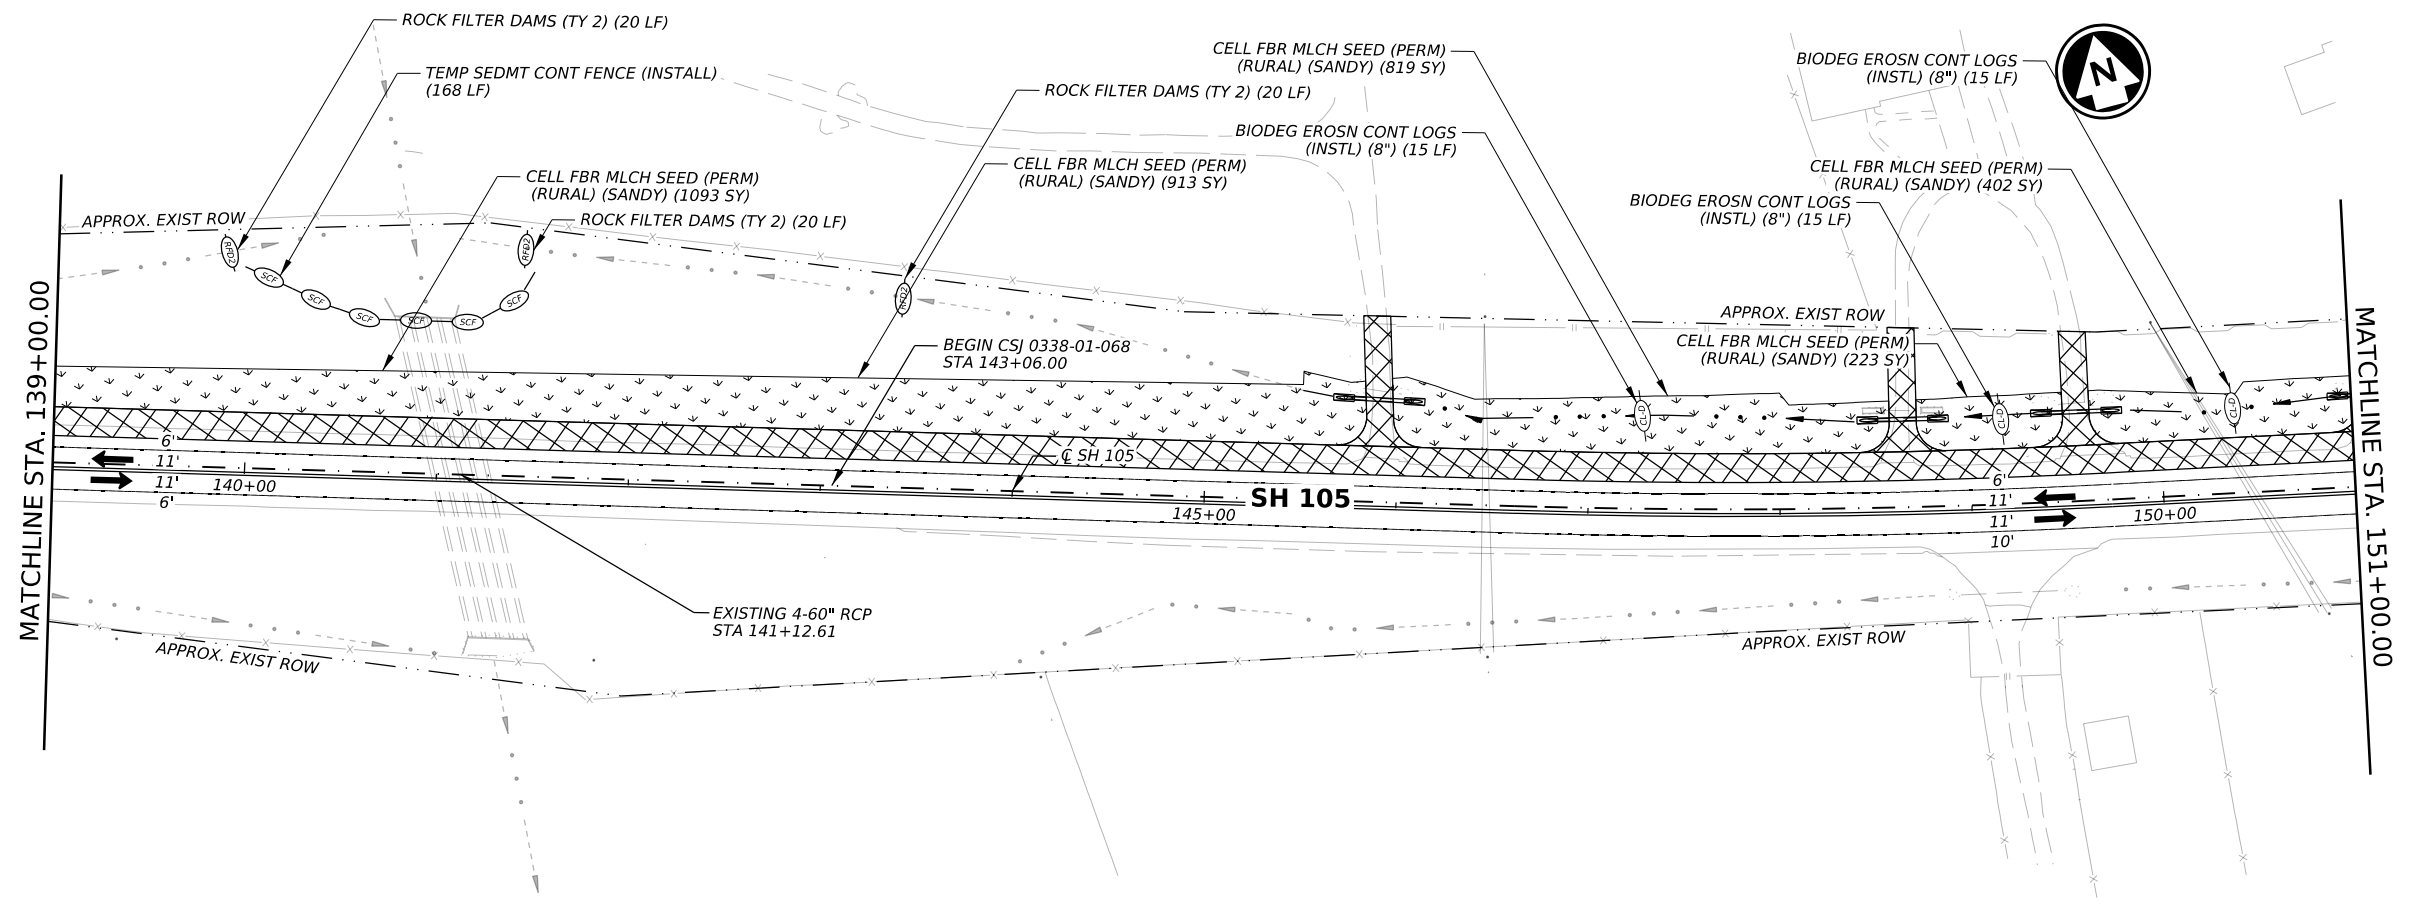 ROCK FILTER DAMS (TY 2) (20 LF)
TEMP SEDMT CONT FENCE (INSTALL)
(168 LF)
CELL FBR MLCH SEED (PERM)
(RURAL) (SANDY) (1093 SY)
ROCK FILTER DAMS (TY 2) (20 LF)
ROCK FILTER DAMS (TY 2) (20 LF)
CELL FBR MLCH SEED (PERM)
(RURAL) (SANDY) (913 SY)
CELL FBR MLCH SEED (PERM)
(RURAL) (SANDY) (819 SY)
BIODEG EROSN CONT LOGS
(INSTL) (8") (15 LF)
BIODEG EROSN CONT LOGS
(INSTL) (8") (15 LF)
N
CELL FBR MLCH SEED (PERM)
(RURAL) (SANDY) (402 SY)
BIODEG EROSN CONT LOGS
(INSTL) (8") (15 LF)
APPROX. EXIST ROW
APPROX. EXIST ROW
CELL FBR MLCH SEED (PERM)
(RURAL) (SANDY) (223 SY)
RFD2
RFD2
RFD2
SCF
SCF
SCF
SCF
SCF
SCF
BEGIN CSJ 0338-01-068
STA 143+06.00
CLD
CLD
CLD
MATCHLINE STA. 139+00.00
MATCHLINE STA. 151+00.00
6'
11'
11'
6'
140+00
℄ SH 105
SH 105
145+00
6'
11'
11'
10'
150+00
EXISTING 4-60" RCP
STA 141+12.61
APPROX. EXIST ROW
APPROX. EXIST ROW